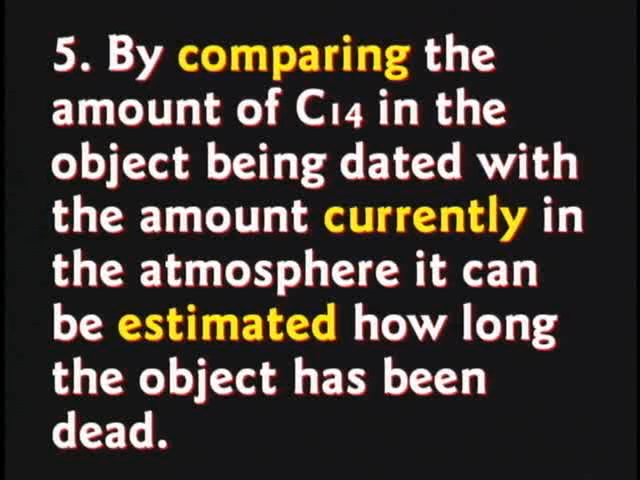 5. By comparing the
amount of C14 in the
object being dated with
the amount currently in
the atmosphere it can
be estimated how long
the object has been
dead.